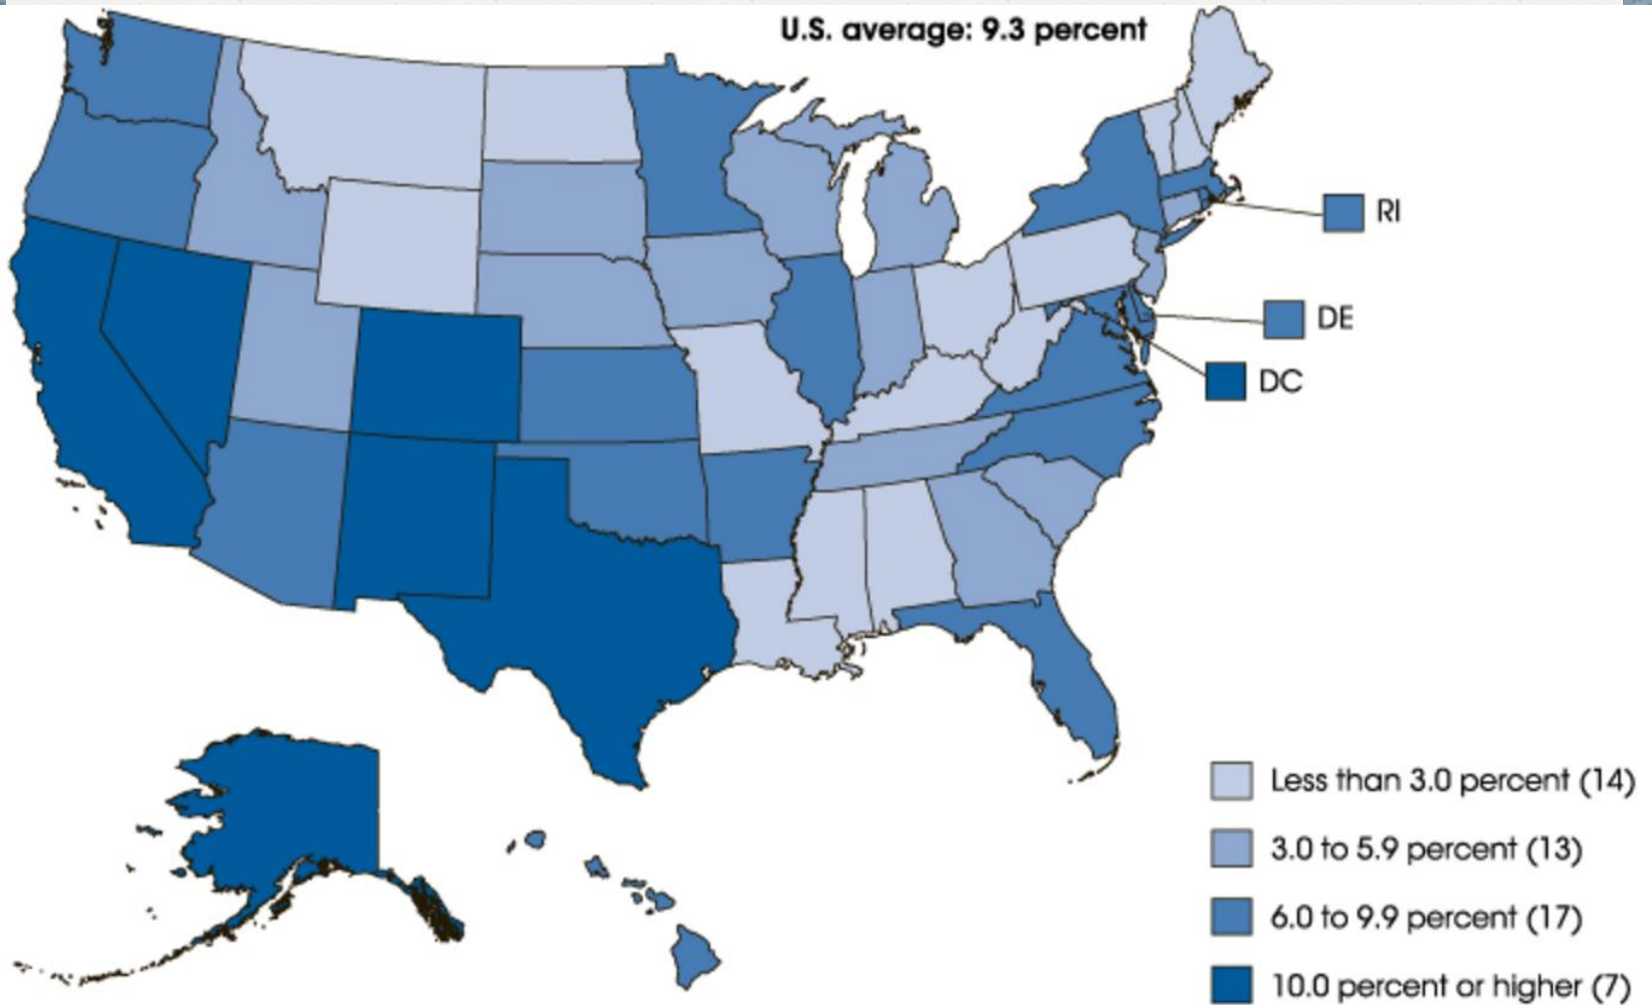 U.S. average: 9.3 percent
RI
DE
DC
Less than 3.0 percent (14)
3.0 to 5.9 percent (13)
6.0 to 9.9 percent (17)
10.0 percent or higher (7)